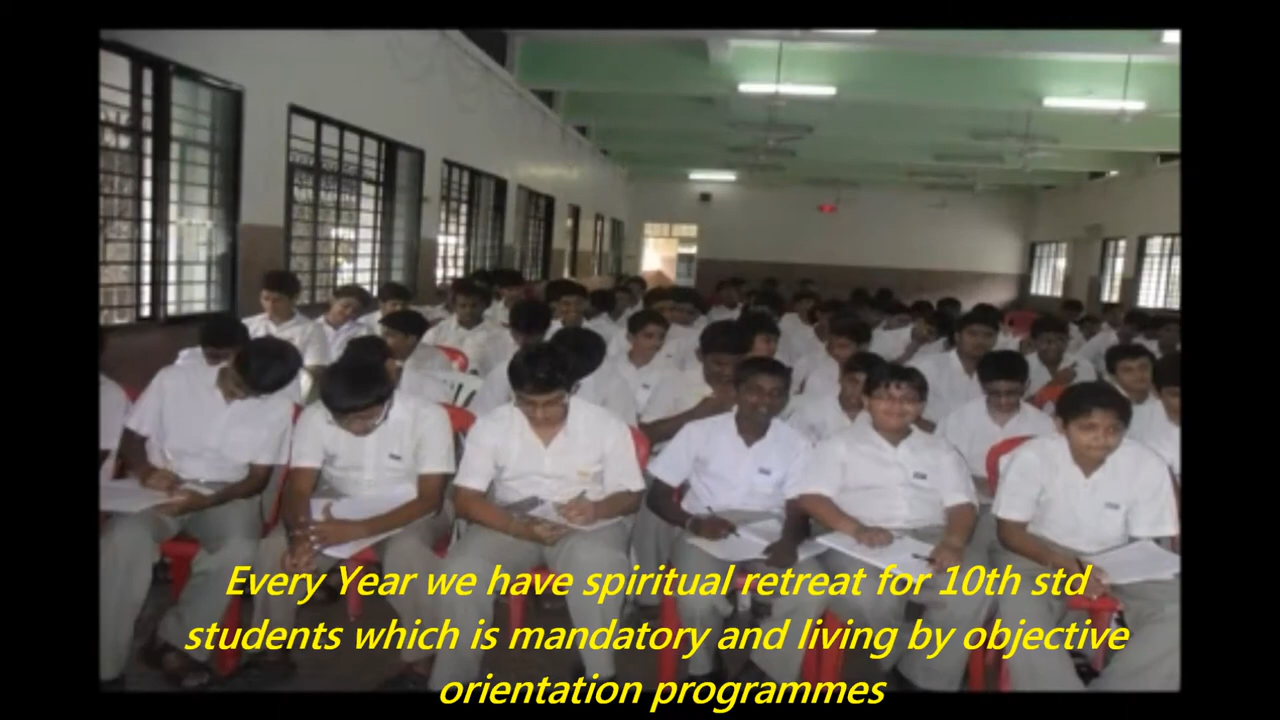 Every Year we have spiritual retreat for 10th std
students which is mandatory and living by objective
orientation programmes